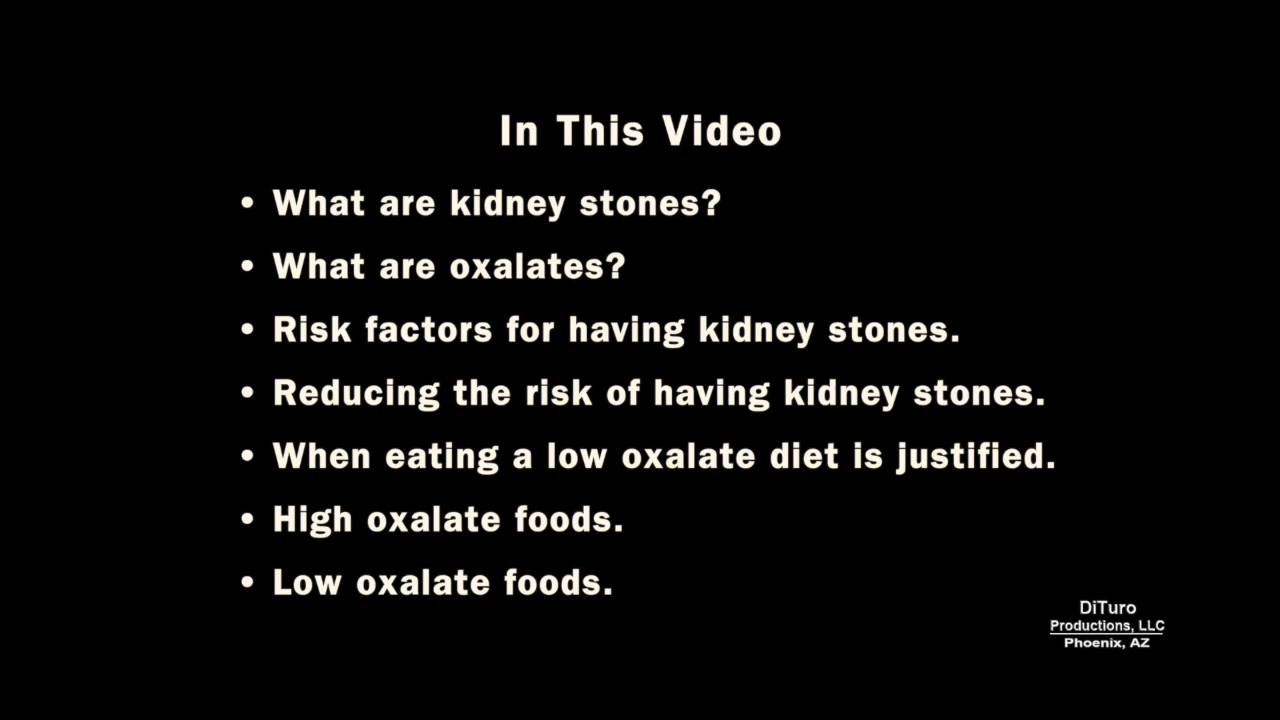 In This Video
• What are kidney stones?
• What are oxalates?
• Risk factors for having kidney stones.
• Reducing the risk of having kidney stones.
• When eating a low oxalate diet is justified.
• High oxalate foods.
• Low oxalate foods.
DiTuro
Productions, LLC
Phoenix, AZ